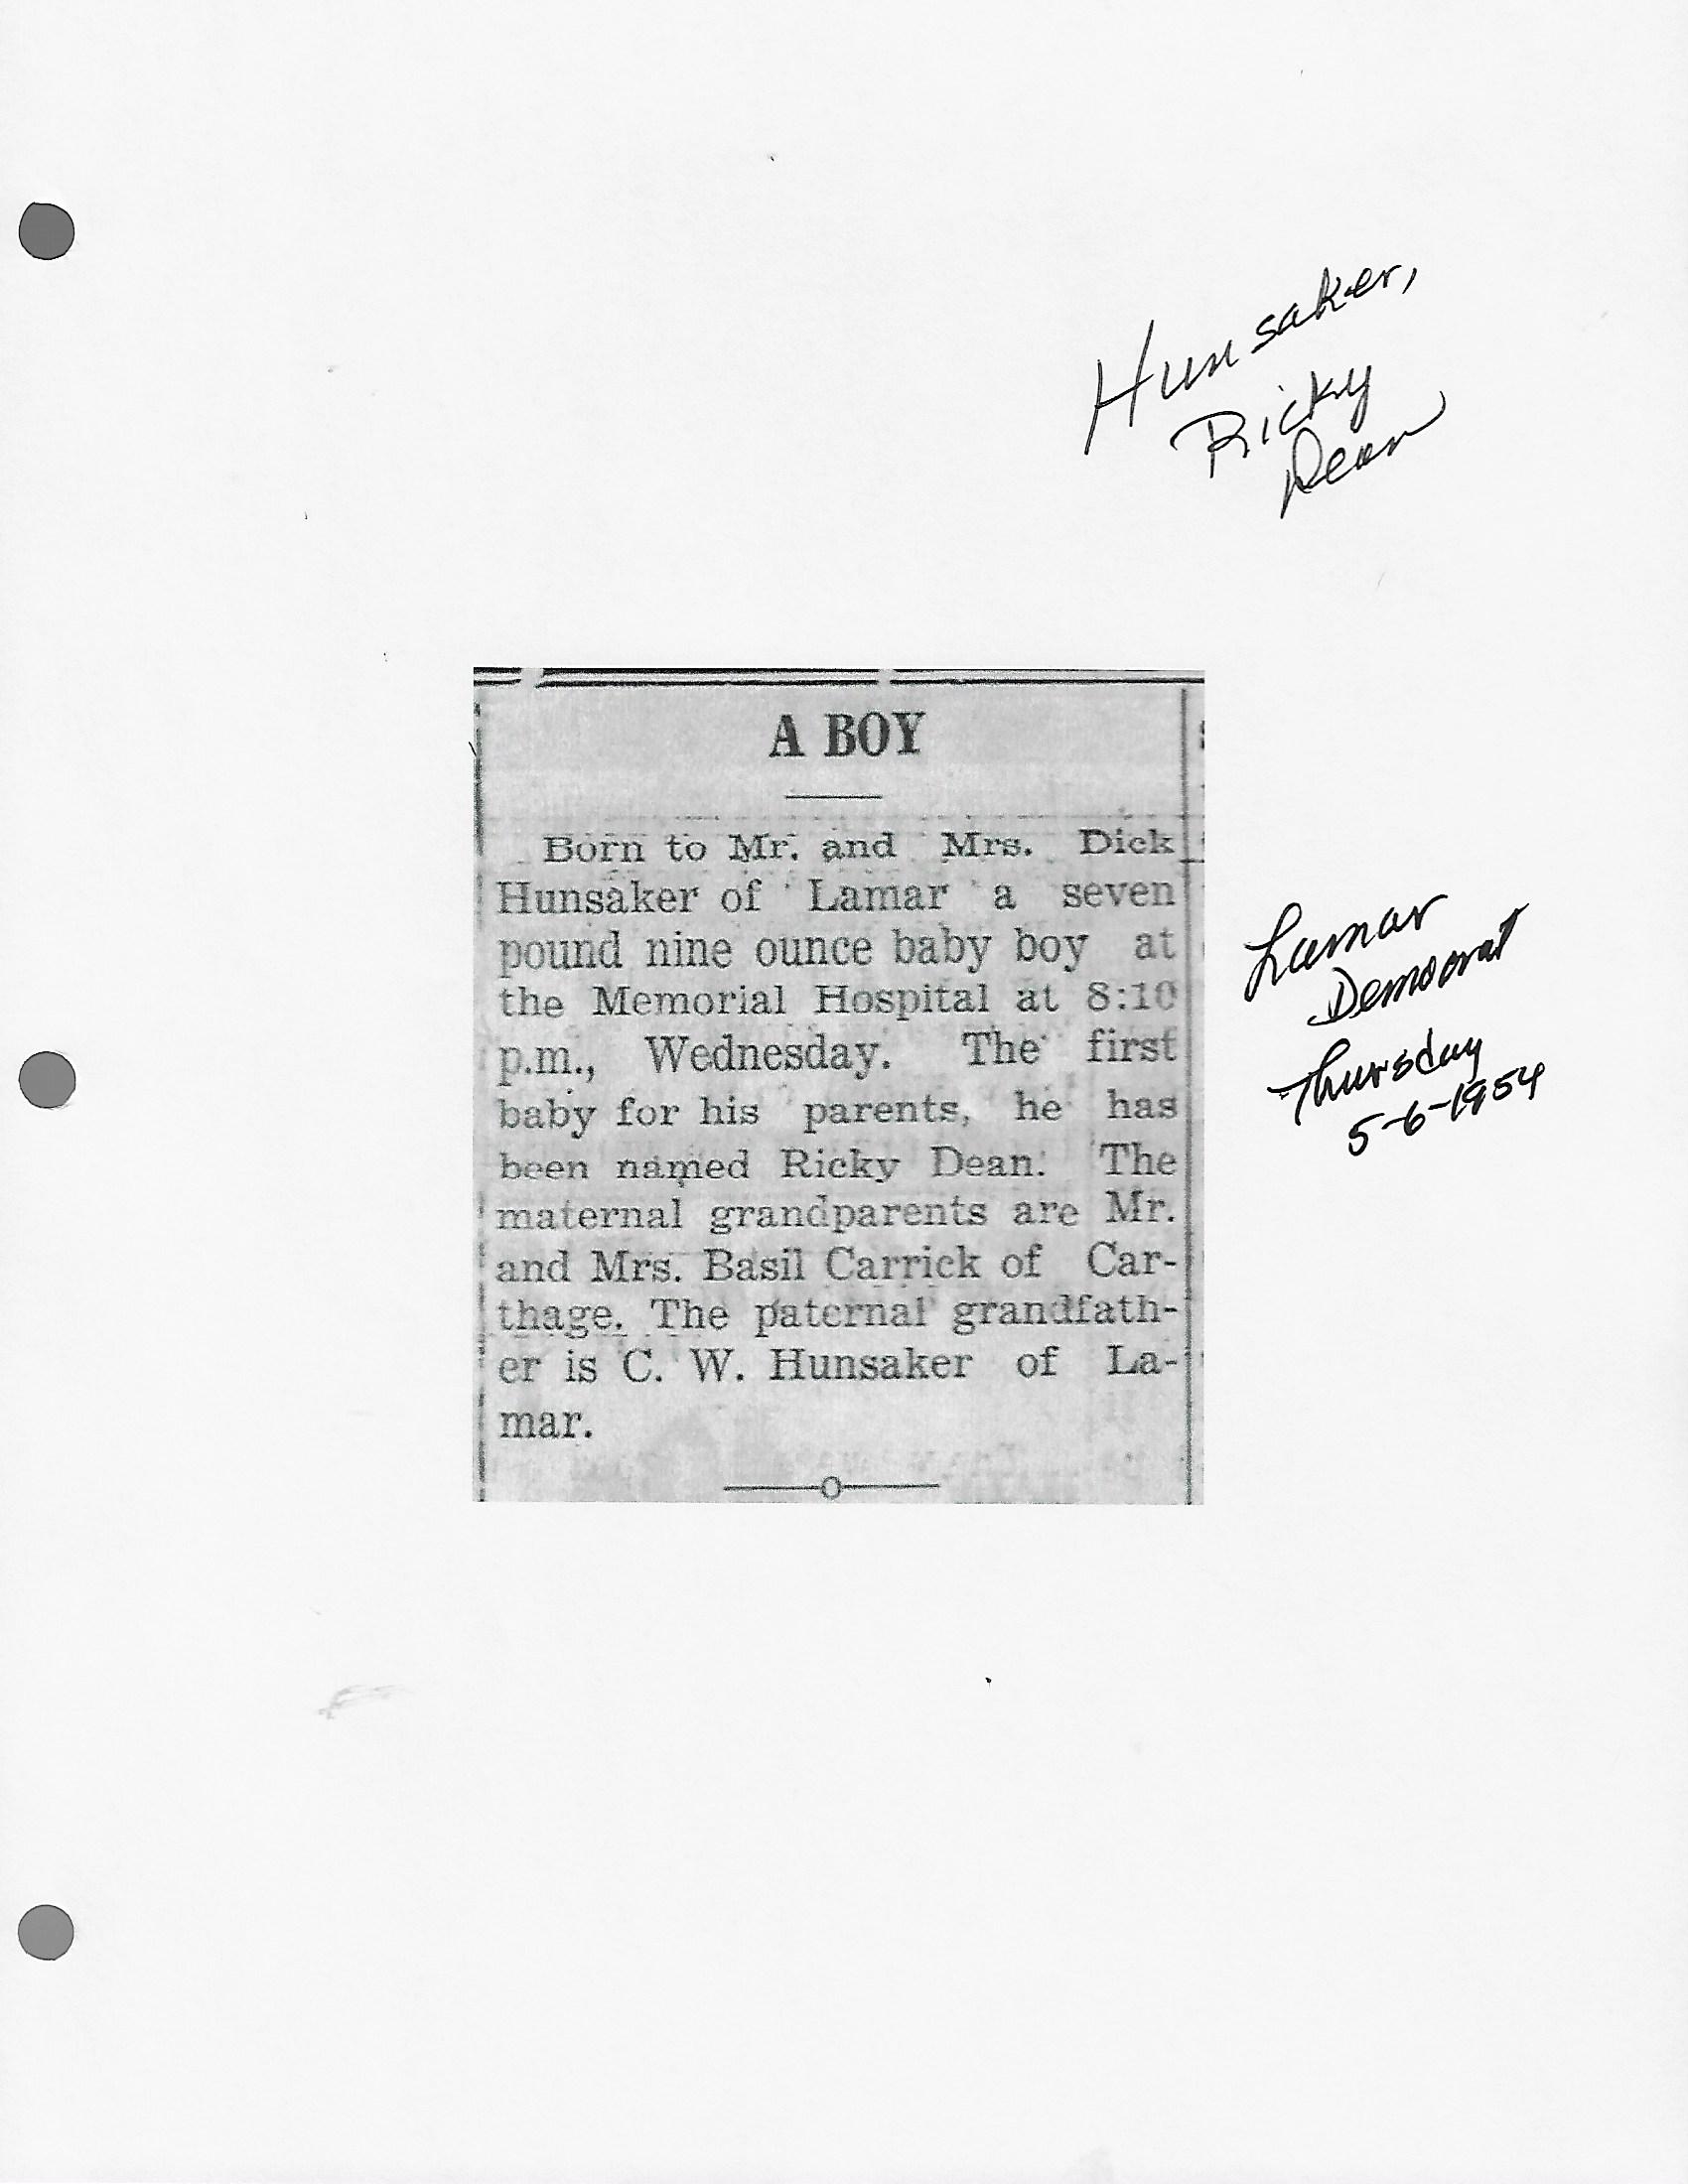 Hunsaker,
Ricky
Dean
A BOY
Born to Mr. and Mrs. Dick
Hunsaker of Lamar a seven
pound nine ounce baby boy at
the Memorial Hospital at 8:10
p.m., Wednesday. The first
baby for his parents, he has
been named Ricky Dean. The
maternal grandparents are Mr.
and Mrs. Basil Carrick of Car-
thage. The paternal grandfath-
er is C. W. Hunsaker of La-
mar.
Lamar
Democrat
Thursday
5-6-1954